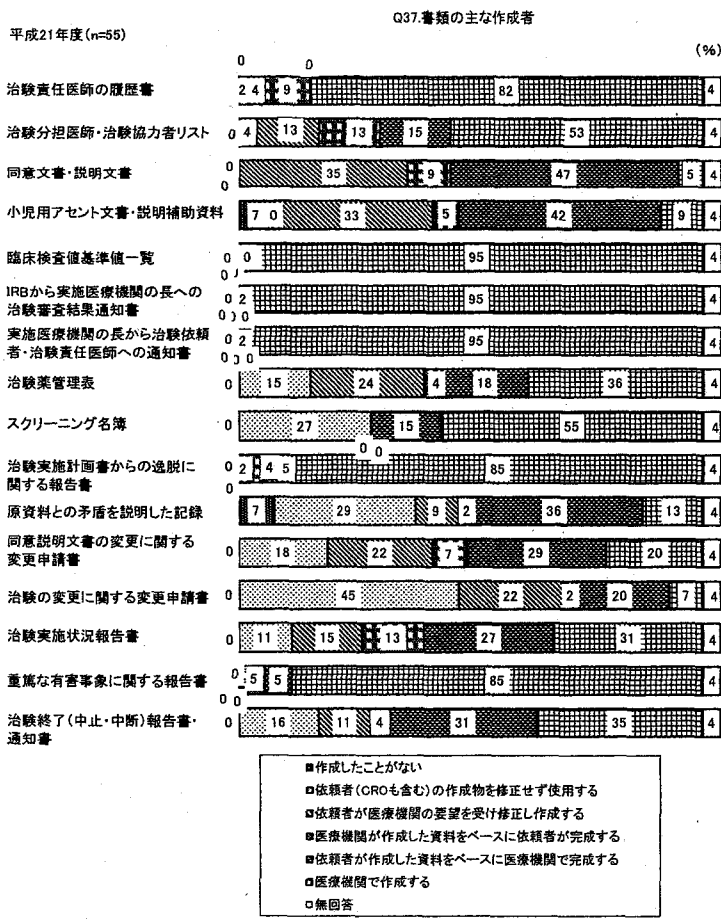 Q37.書類の主な作成者
平成21年度(n=55)
(%)
0 0
治験責任医師の履歴書 2 4 9 82 4
治験分担医師・治験協力者リスト 0 4 13 13 15 53 4
0
同意文書・説明文書 35 9 47 5 4
0
小児用アセント文書・説明補助資料 7 0 33 5 42 9 4
臨床検査値基準値一覧 0 0 95 4
0
IRBから実施医療機関の長への
治験審査結果通知書 0 2 95 4
0 0 0
実施医療機関の長から治験依頼
者・治験責任医師への通知書 0 2 95 4
0 0 0
治験薬管理表 0 15 24 4 18 36 4
スクリーニング名簿 0 27 15 55 4
0 0
治験実施計画書からの逸脱に
関する報告書 0 2 4 5 85 4
0
原資料との矛盾を説明した記録 7 29 9 2 36 13 4
同意説明文書の変更に関する
変更申請書 0 18 22 7 29 20 4
治験の変更に関する変更申請書 0 45 22 2 20 7 4
治験実施状況報告書 0 11 15 13 27 31 4
重篤な有害事象に関する報告書 0 5 5 85 4
0 0
治験終了(中止・中断)報告書・
通知書 0 16 11 4 31 35 4
作成したことがない
依頼者(CROも含む)の作成物を修正せず使用する
依頼者が医療機関の要望を受け修正し作成する
医療機関が作成した資料をベースに依頼者が完成する
依頼者が作成した資料をベースに医療機関で完成する
医療機関で作成する
無回答